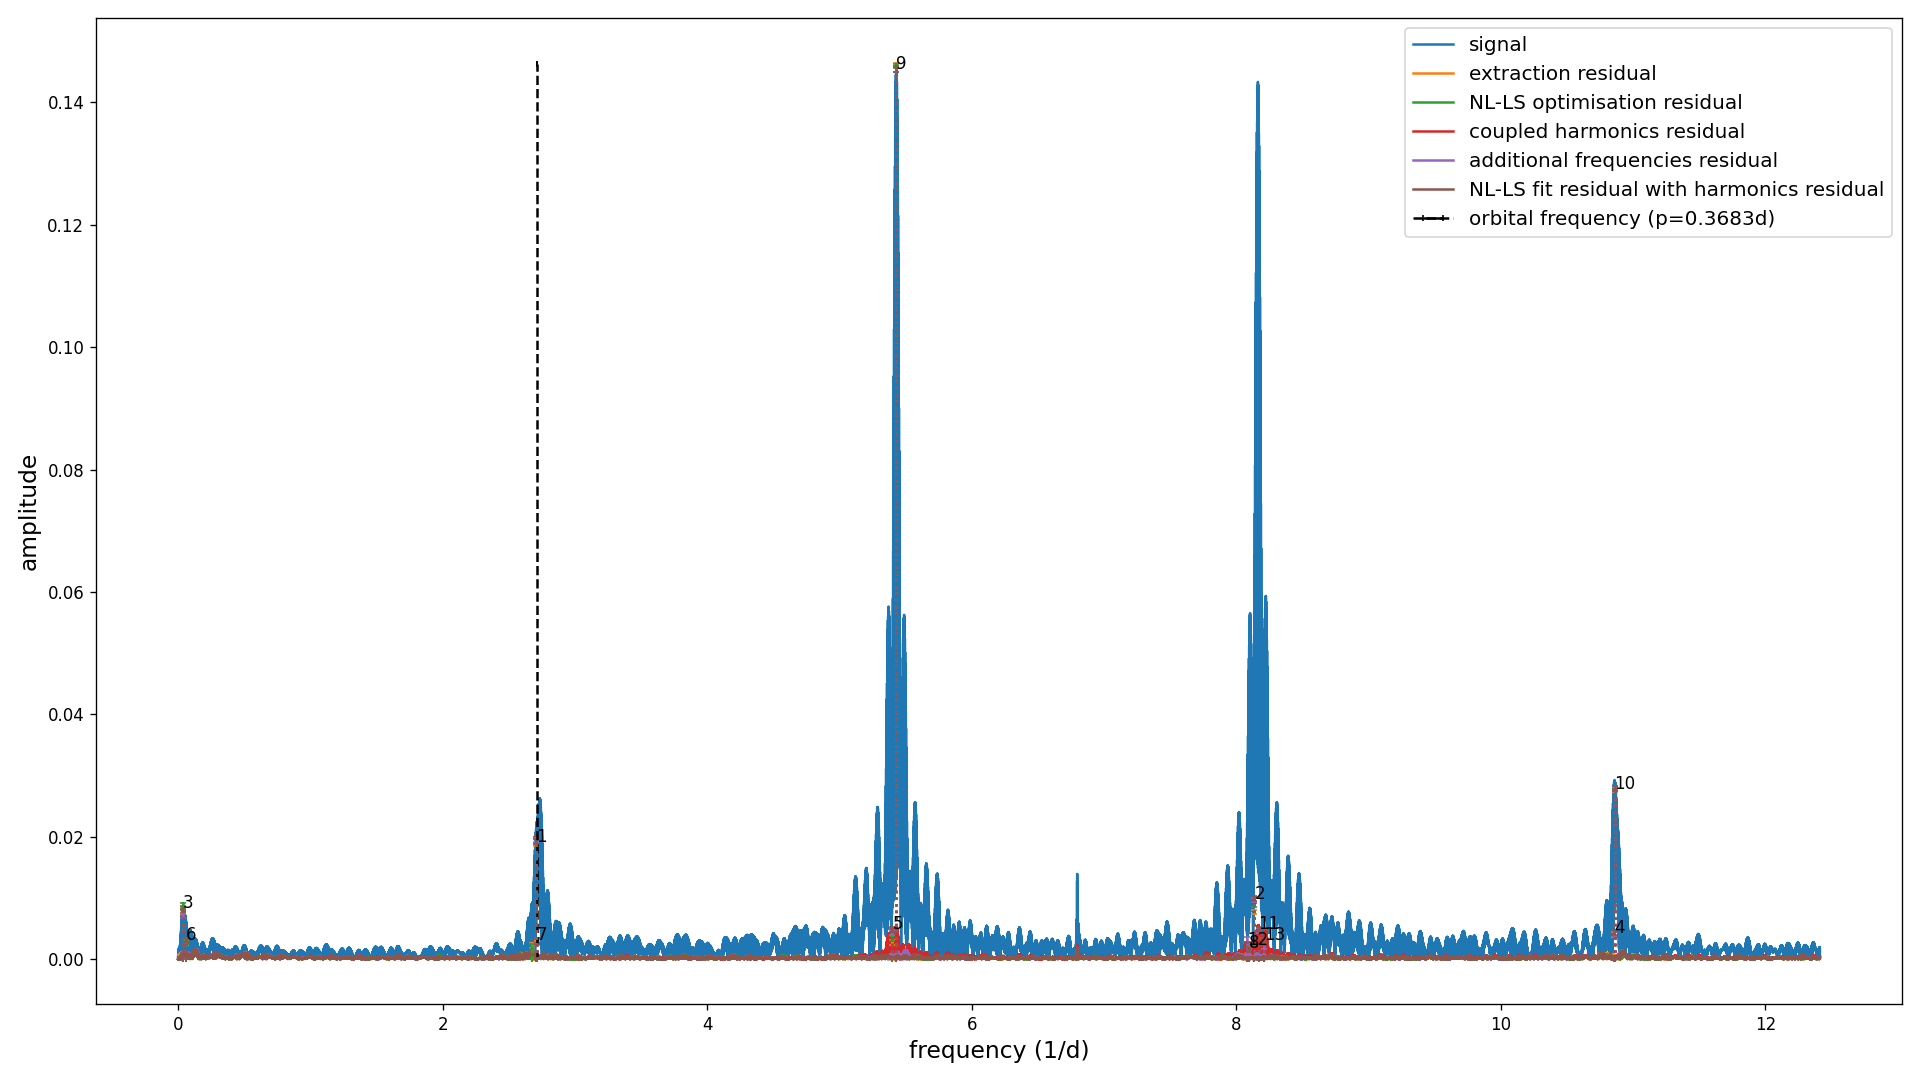 signal
extraction residual
NL-LS optimisation residual
coupled harmonics residual
additional frequencies residual
NL-LS fit residual with harmonics residual
orbital frequency (p=0.3683d)
amplitude
0.14
0.12
0.10
0.08
0.06
0.04
0.02
0.00
9
10
1
3
2
6
7
5
11
4
0
2
4
6
8
10
12
frequency (1/d)